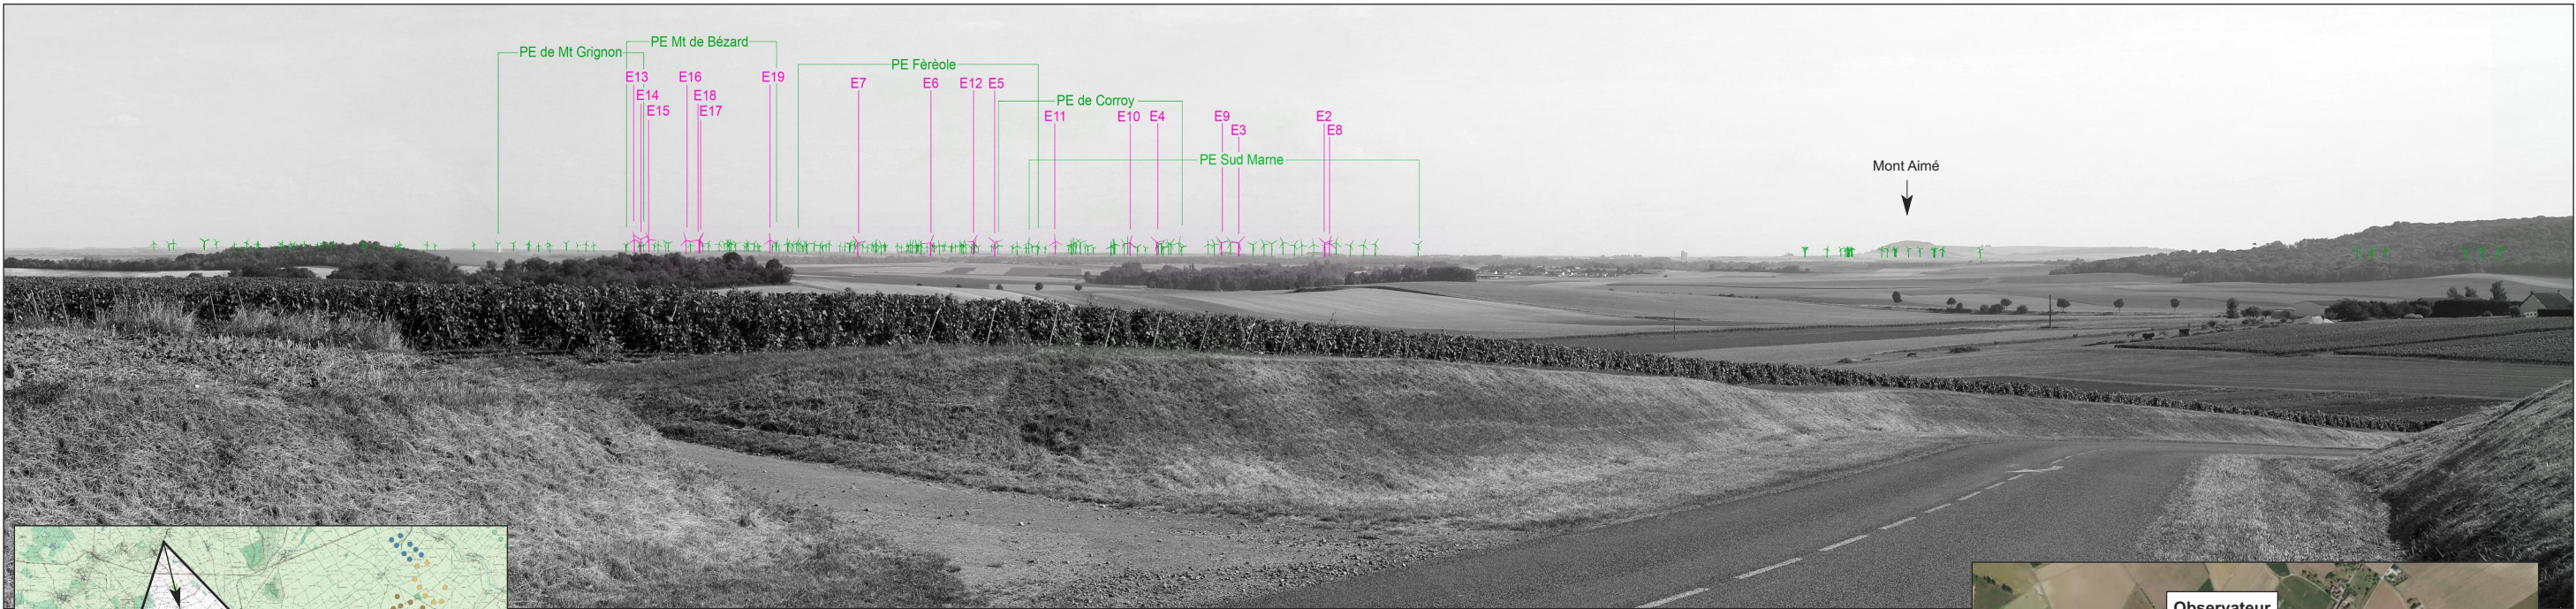 PE Mt de Bézard
PE de Mt Grignon
PE Fèrèole
E13
E16
E19
E7
E6
E12
E5
E14
E18
PE de Corroy
E15
E17
E11
E10
E4
E9
E2
E3
E8
PE Sud Marne
Mont Aimé
Observateur